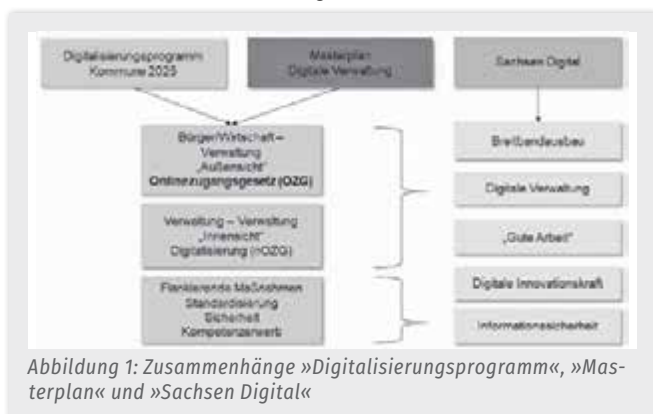 Digitalisierungsprogramm
Kommune 2025
Masterplan
Digitale Verwaltung
Sachsen Digital
Bürger/Wirtschaft –
Verwaltung
„Außensicht“
Onlinezugangsgesetz (OZG)
Verwaltung – Verwaltung
„Innensicht“
Digitalisierung (nOZG)
Flankierende Maßnahmen
Standardisierung
Sicherheit
Kompetenzerwerb
Breitbandausbau
Digitale Verwaltung
„Gute Arbeit“
Digitale Innovationskraft
Informationssicherheit
Abbildung 1: Zusammenhänge »Digitalisierungsprogramm«, »Mas-
terplan« und »Sachsen Digital«